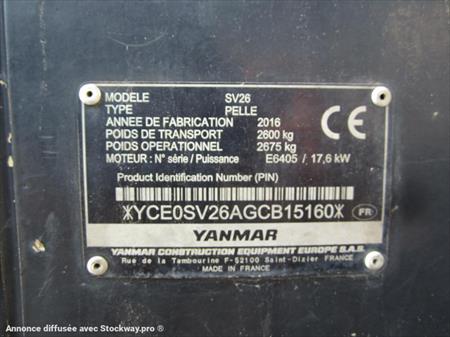 MODELE SV26
TYPE PELLE
ANNEE DE FABRICATION 2016
POIDS DE TRANSPORT 2600 kg
POIDS OPERATIONNEL 2675 kg
MOTEUR : N° série / Puissance E6405 / 17,6 kW
CE
Product Identification Number (PIN)
*YCE0SV26AGCB15160*
FR
YANMAR
YANMAR CONSTRUCTION EQUIPMENT EUROPE S.A.S.
Rue de la Tambourine F-52100 Saint-Dizier FRANCE
MADE IN FRANCE
Annonce diffusée avec Stockway.pro ®